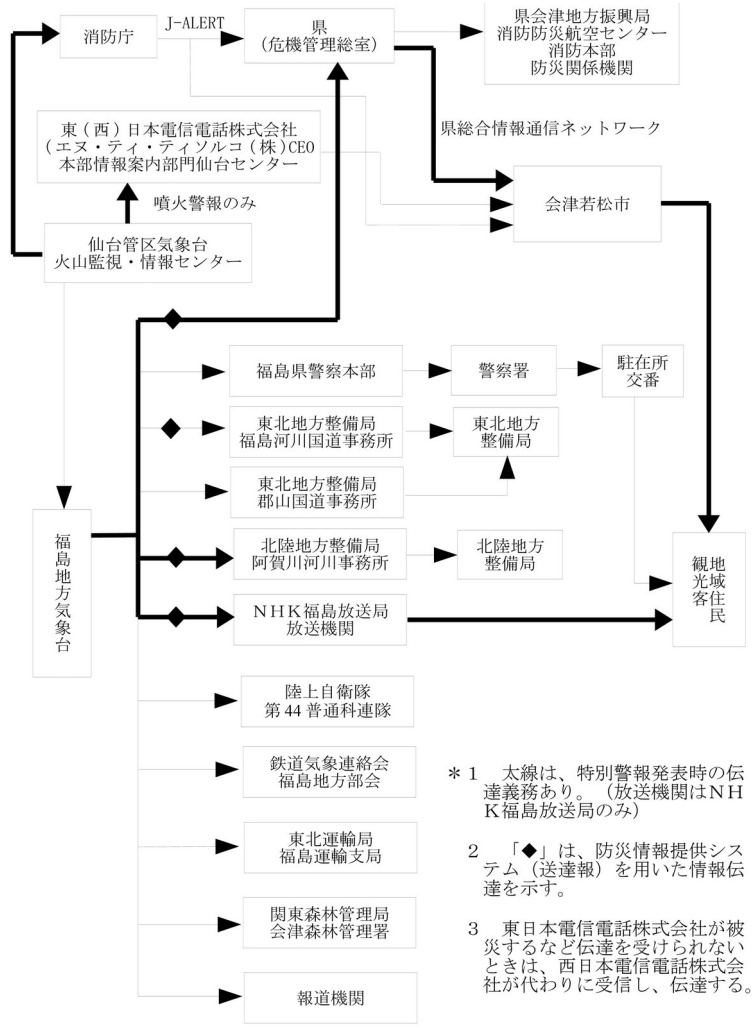 消防庁
J-ALERT
県
（危機管理総室）
県会津地方振興局
消防防災航空センター
消防本部
防災関係機関
東（西）日本電信電話株式会社
（エヌ・ティ・ティソルコ（株）CEO
本部情報案内部門仙台センター
県総合情報通信ネットワーク
噴火警報のみ
会津若松市
仙台管区気象台
火山監視・情報センター
福島県警察本部
警察署
駐在所
交番
東北地方整備局
福島河川国道事務所
東北地方
整備局
東北地方整備局
郡山国道事務所
福島地方気象台
北陸地方整備局
阿賀川河川事務所
北陸地方
整備局
地域住民
観光客
ＮＨＫ福島放送局
放送機関
陸上自衛隊
第44普通科連隊
鉄道気象連絡会
福島地方部会
東北運輸局
福島運輸支局
関東森林管理局
会津森林管理署
報道機関
＊１　太線は、特別警報発表時の伝
達義務あり。（放送機関はＮＨ
Ｋ福島放送局のみ）
２　「◆」は、防災情報提供シス
テム（送達報）を用いた情報伝
達を示す。
３　東日本電信電話株式会社が被
災するなど伝達を受けられない
ときは、西日本電信電話株式会
社が代わりに受信し、伝達する。